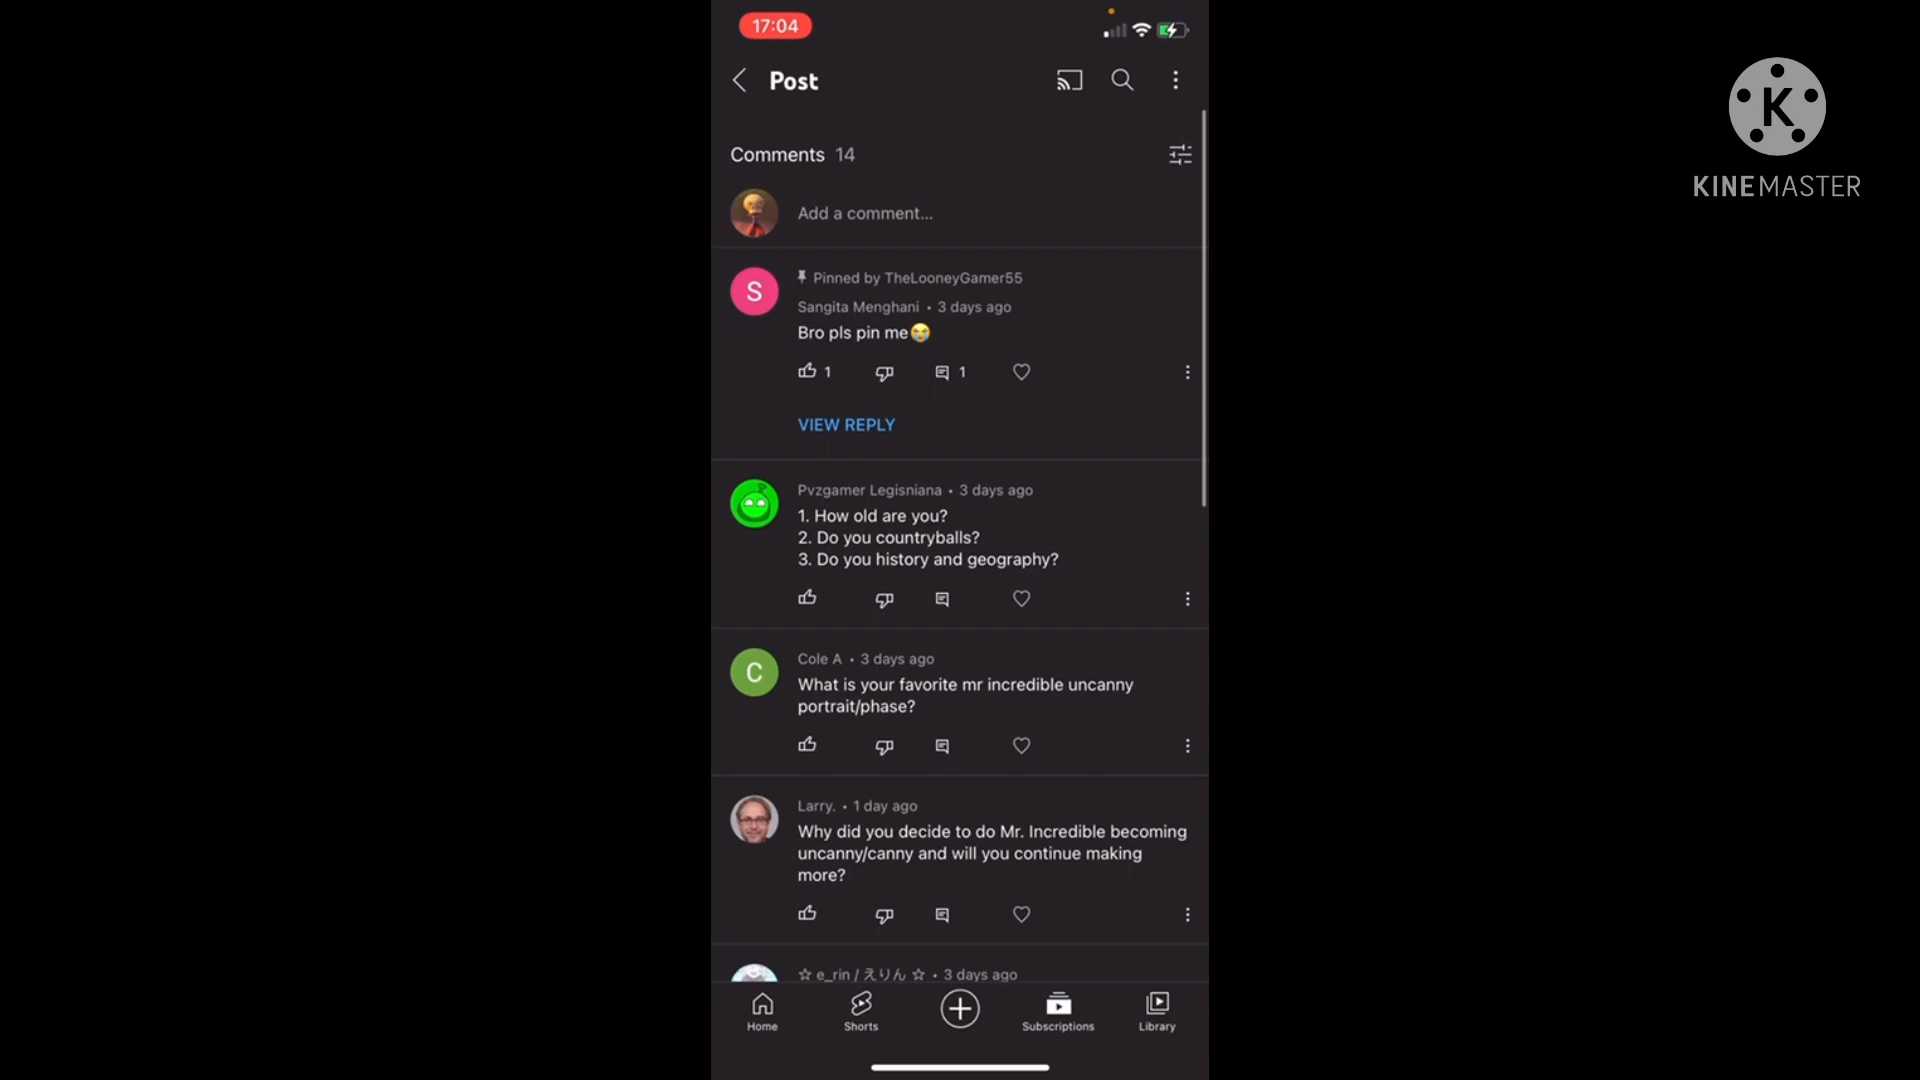 17:04
Post
K
KINEMASTER
Comments 14
Add a comment...
Pinned by TheLooneyGamer55
S
Sangita Menghani • 3 days ago
Bro pls pin me😭
1
1
VIEW REPLY
Pvzgamer Legisniana • 3 days ago
1. How old are you?
2. Do you countryballs?
3. Do you history and geography?
C
Cole A • 3 days ago
What is your favorite mr incredible uncanny
portrait/phase?
Larry. • 1 day ago
Why did you decide to do Mr. Incredible becoming
uncanny/canny and will you continue making
more?
☆ e_rin / えりん ☆ • 3 days ago
Home
Shorts
Subscriptions
Library